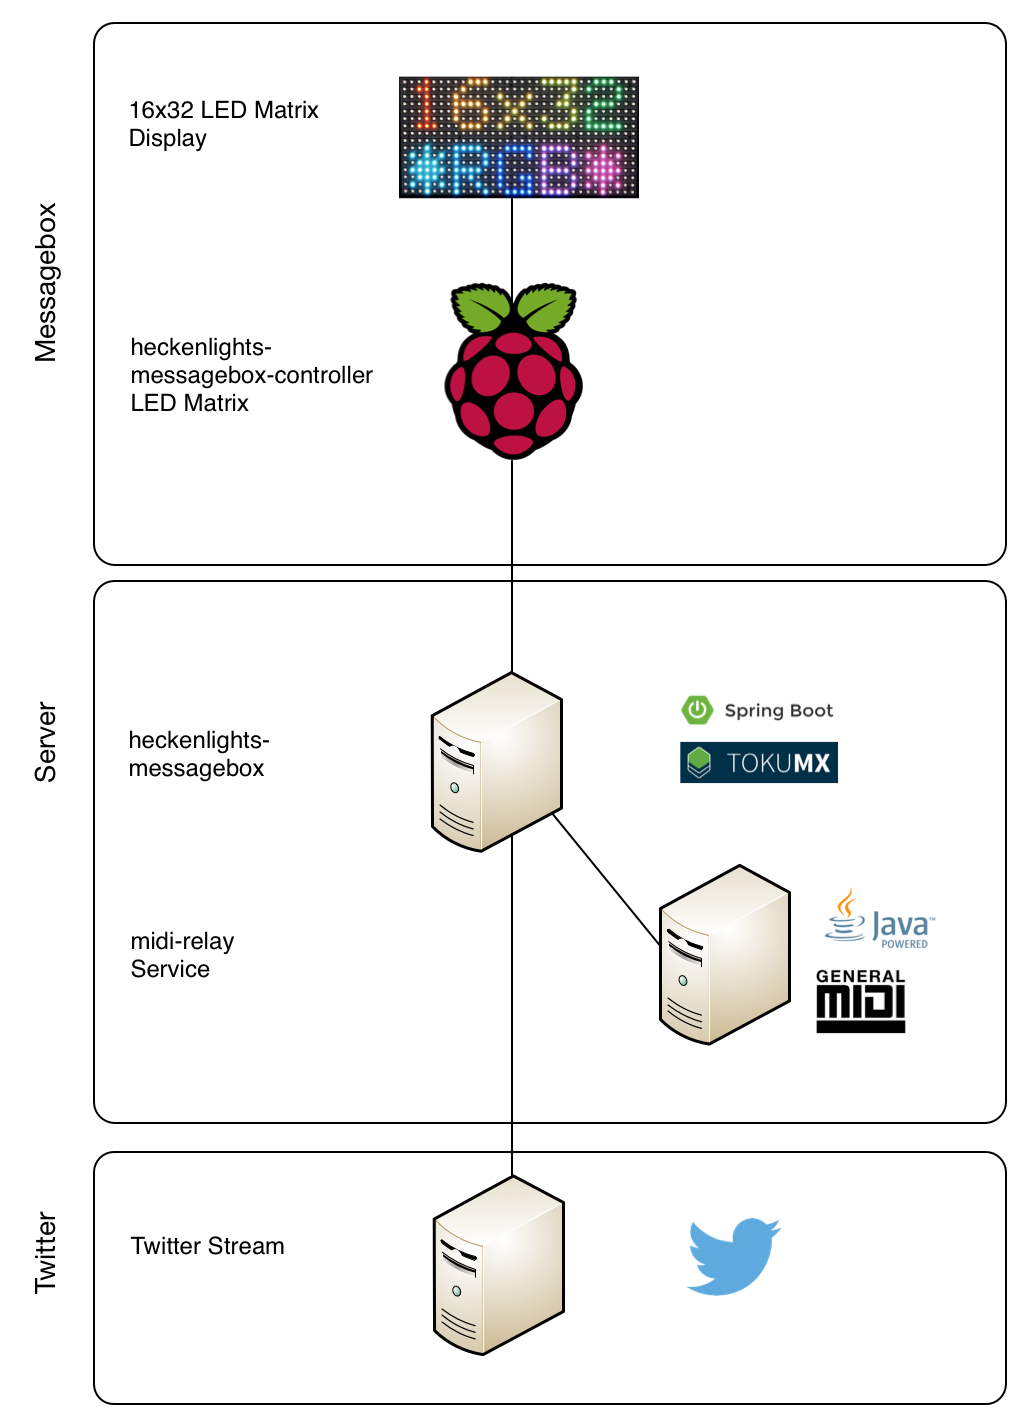 Messagebox
16x32 LED Matrix
Display
16x32
*RGB*
heckenlights-
messagebox-controller
LED Matrix
Server
heckenlights-
messagebox
Spring Boot
TOKUMX
midi-relay
Service
Java™
POWERED
GENERAL
MIDI
Twitter
Twitter Stream